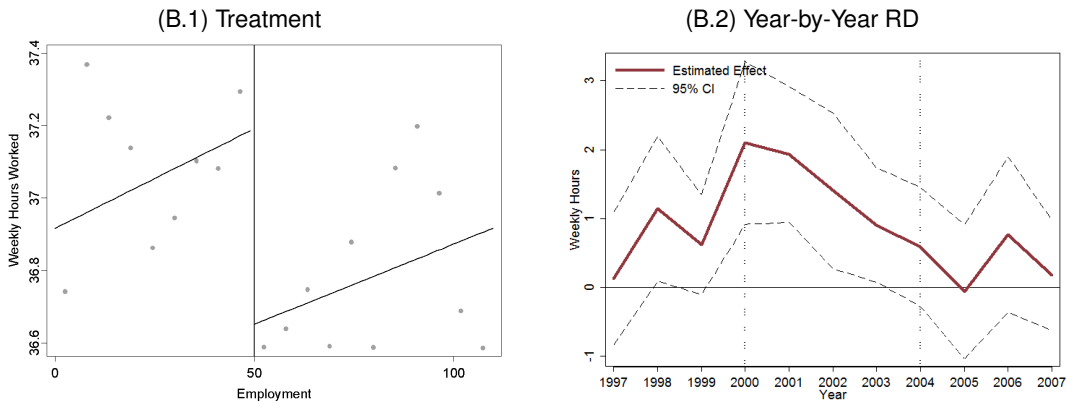 (B.1) Treatment
Weekly Hours Worked
37.4
37.2
37
36.8
36.6
0
50
100
Employment
(B.2) Year-by-Year RD
Estimated Effect
95% CI
Weekly Hours
3
2
1
0
-1
1997 1998 1999 2000 2001 2002 2003 2004 2005 2006 2007
Year